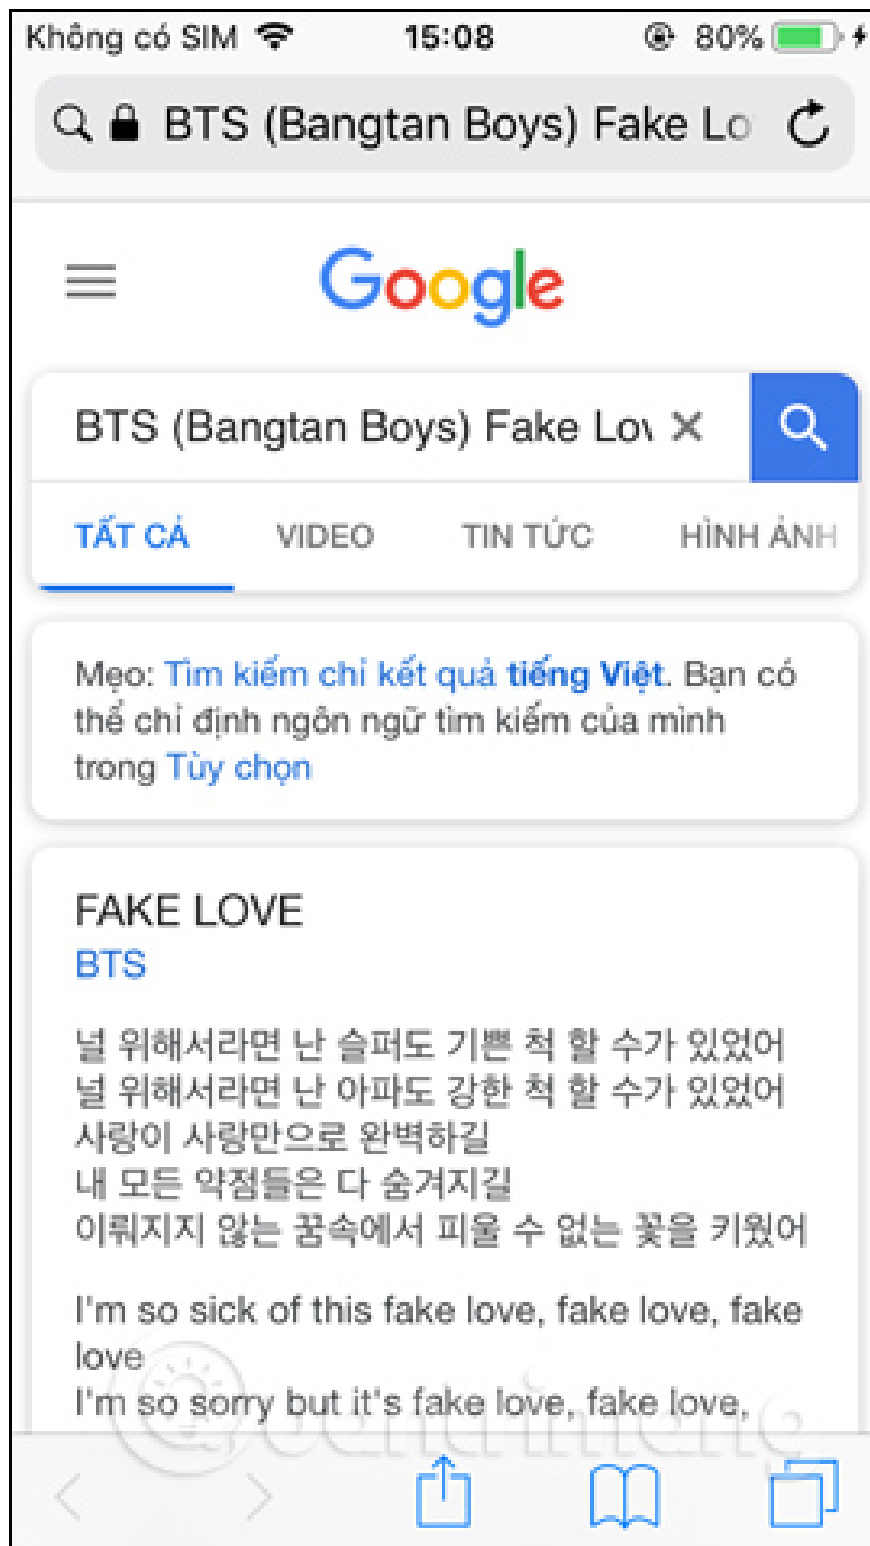 Không có SIM 15:08 80%
BTS (Bangtan Boys) Fake Lo
Google
BTS (Bangtan Boys) Fake Lov
TẤT CẢ VIDEO TIN TỨC HÌNH ẢNH
Mẹo: Tìm kiếm chỉ kết quả tiếng Việt. Bạn có
thể chỉ định ngôn ngữ tìm kiếm của mình
trong Tùy chọn
FAKE LOVE
BTS
널 위해서라면 난 슬퍼도 기쁜 척 할 수가 있었어
널 위해서라면 난 아파도 강한 척 할 수가 있었어
사랑이 사랑만으로 완벽하길
내 모든 약점들은 다 숨겨지길
이뤄지지 않는 꿈속에서 피울 수 없는 꽃을 키웠어
I'm so sick of this fake love, fake love, fake
love
I'm so sorry but it's fake love, fake love,